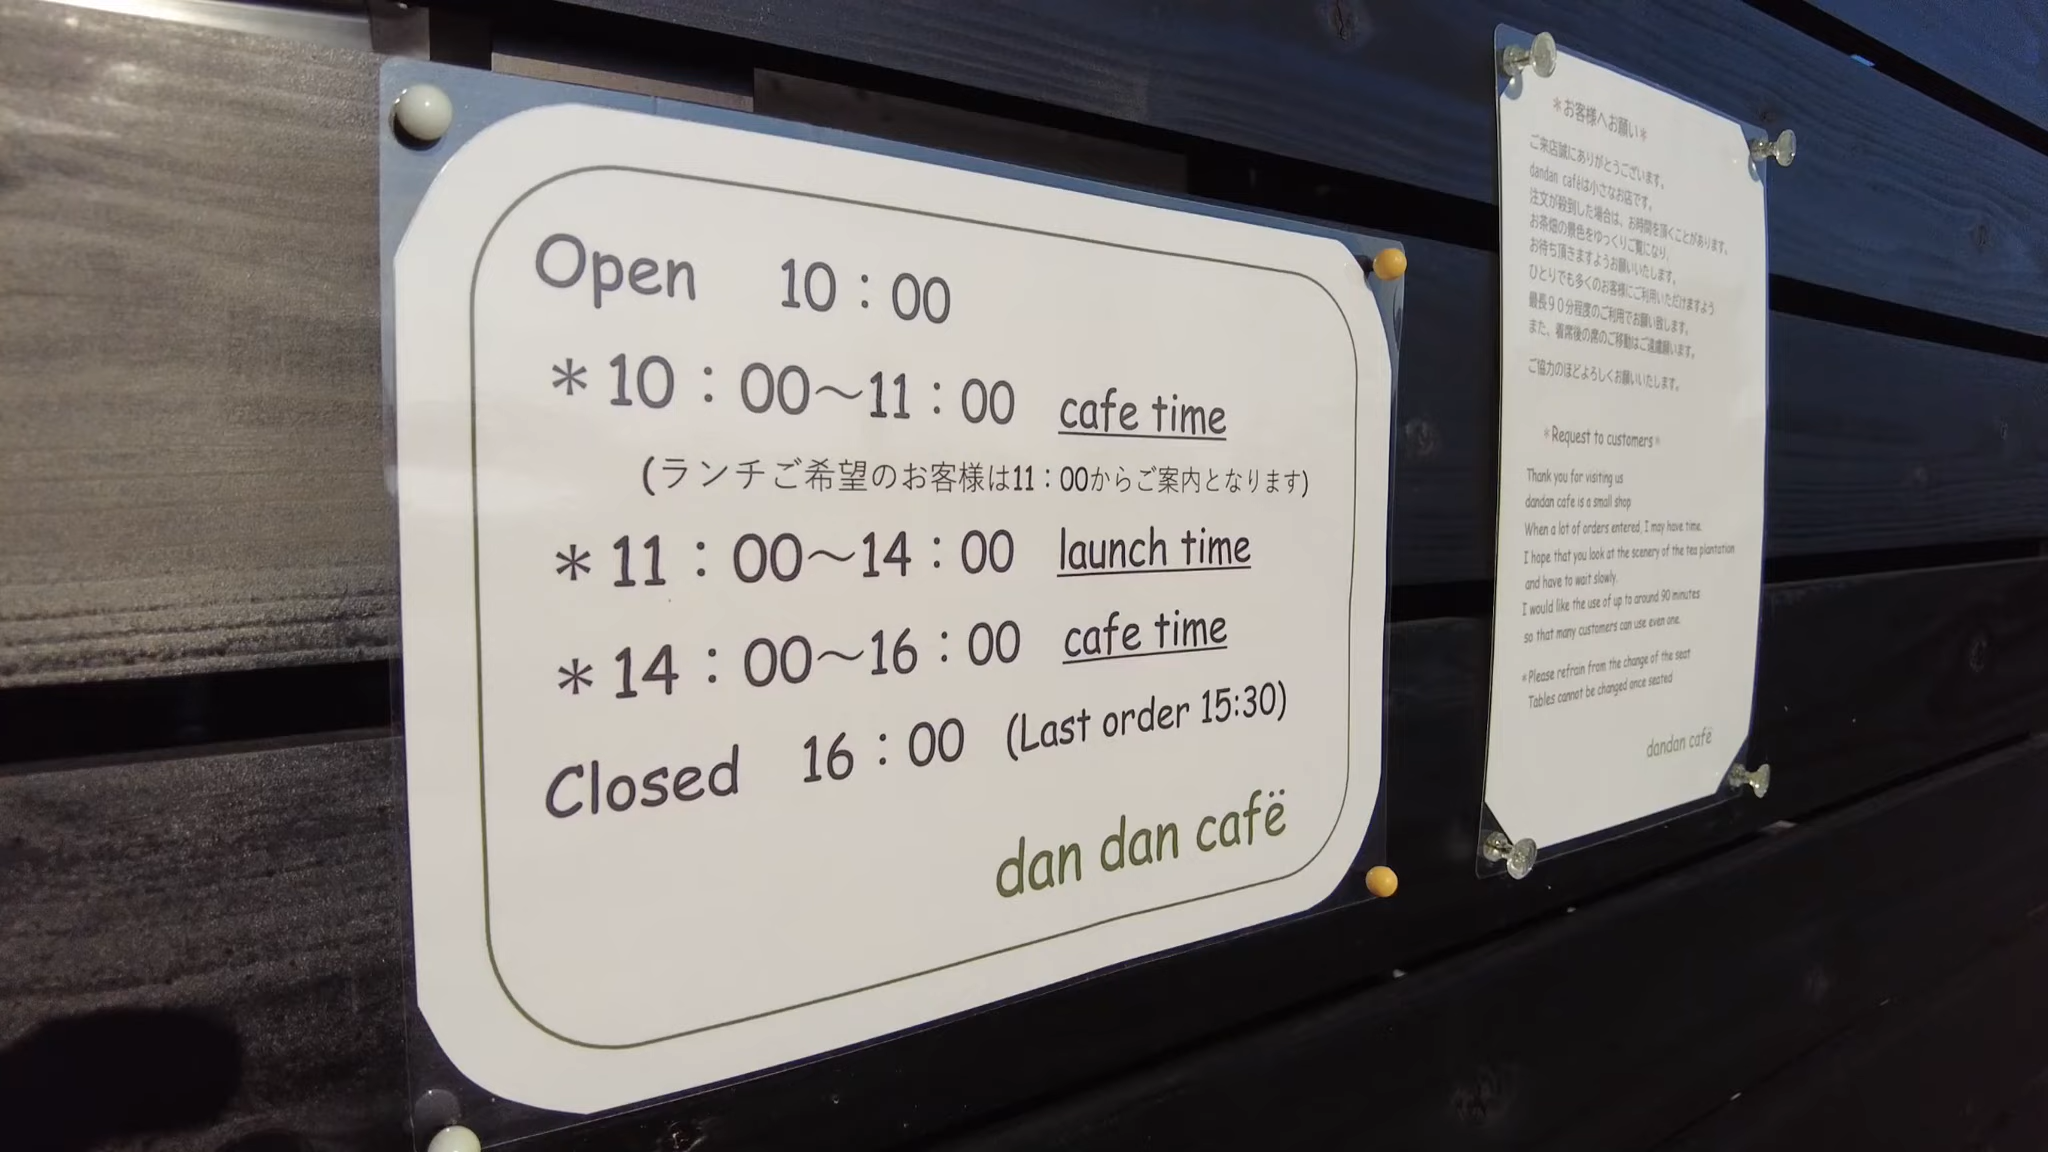 Open 10：00
＊10：00～11：00 cafe time
(ランチご希望のお客様は11：00からご案内となります)
＊11：00～14：00 launch time
＊14：00～16：00 cafe time
Closed 16：00 (Last order 15:30)
dan dan cafë
＊お客様へお願い＊
ご来店誠にありがとうございます。
dandan cafëは小さなお店です。
注文が殺到した場合は、お時間を頂くことがあります。
お茶畑の景色をゆっくりご覧になり、
お待ち頂きますようお願いいたします。
ひとりでも多くのお客様にご利用いただけますよう
最長９０分程度のご利用でお願い致します。
また、着席後の席のご移動はご遠慮願います。
ご協力のほどよろしくお願いいたします。
＊Request to customers＊
Thank you for visiting us
dandan cafe is a small shop
When a lot of orders entered, I may have time.
I hope that you look at the scenery of the tea plantation
and have to wait slowly.
I would like the use of up to around 90 minutes
so that many customers can use even one.
＊Please refrain from the change of the seat
Tables cannot be changed once seated
dandan cafë